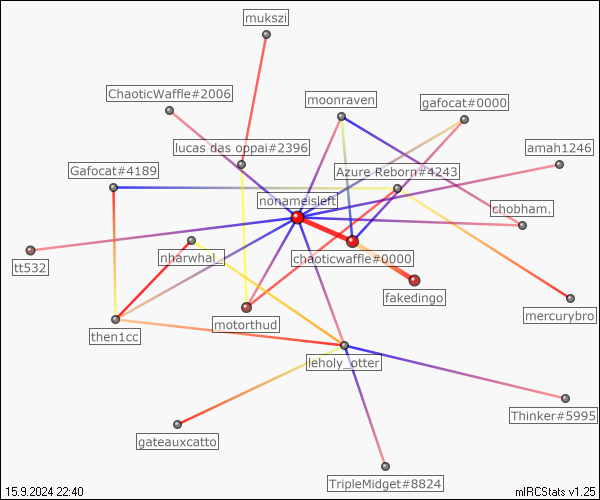 mukszi
ChaoticWaffle#2006
moonraven
gafocat#0000
lucas das oppai#2396
amah1246
Gafocat#4189
Azure Reborn#4243
nonameisleft
chobham.
nharwhal_.
chaoticwaffle#0000
tt532
fakedingo
mercurybro
motorthud
then1cc
leholy_otter
Thinker#5995
gateauxcatto
TripleMidget#8824
15.9.2024 22:40
mIRCStats v1.25